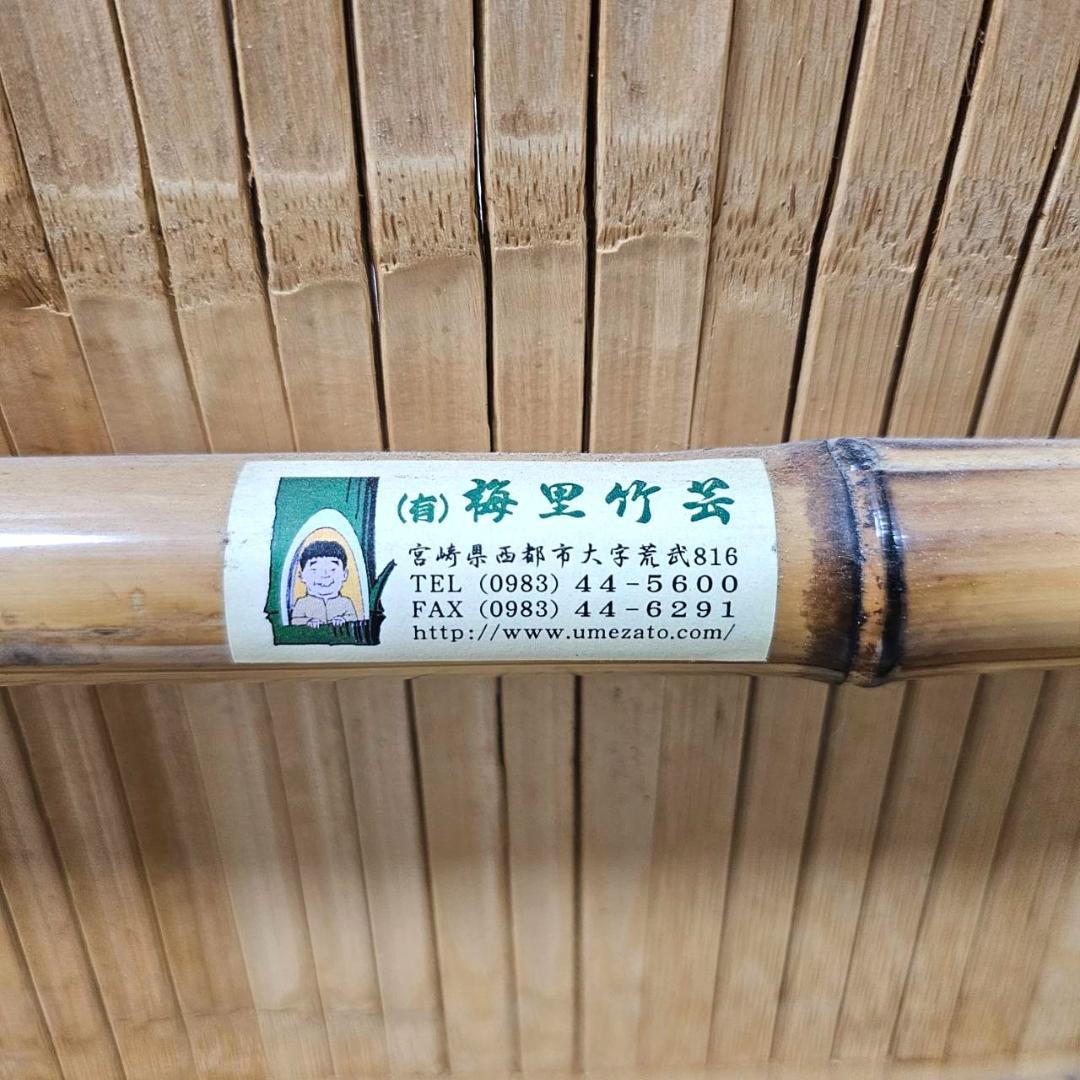 (有)梅里竹芸
宮崎県西都市大字荒武816
TEL (0983) 44-5600
FAX (0983) 44-6291
http://www.umezato.com/